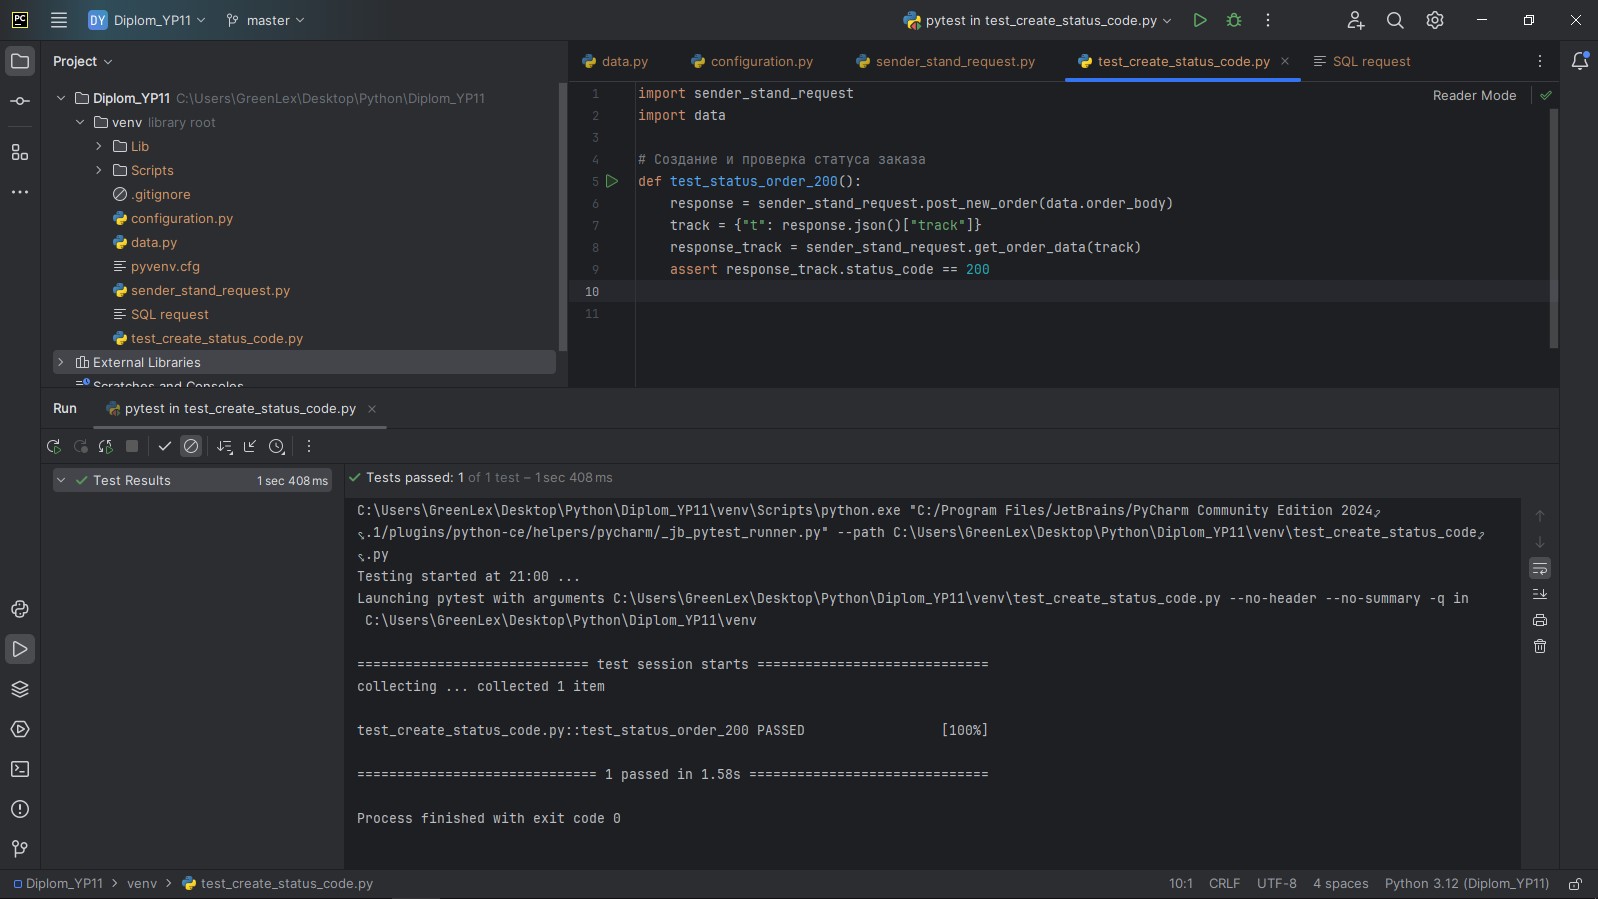 PC
DY Diplom_YP11 master pytest in test_create_status_code.py
Project
data.py configuration.py sender_stand_request.py test_create_status_code.py SQL request
Diplom_YP11 C:\Users\GreenLex\Desktop\Python\Diplom_YP11
venv library root
Lib
Scripts
.gitignore
configuration.py
data.py
pyvenv.cfg
sender_stand_request.py
SQL request
test_create_status_code.py
External Libraries
Scratches and Consoles
Reader Mode
1 import sender_stand_request
2 import data
3
4 # Создание и проверка статуса заказа
5 def test_status_order_200():
6 response = sender_stand_request.post_new_order(data.order_body)
7 track = {"t": response.json()["track"]}
8 response_track = sender_stand_request.get_order_data(track)
9 assert response_track.status_code == 200
10
11
Run pytest in test_create_status_code.py
Test Results 1 sec 408 ms
Tests passed: 1 of 1 test – 1 sec 408 ms
C:\Users\GreenLex\Desktop\Python\Diplom_YP11\venv\Scripts\python.exe "C:/Program Files/JetBrains/PyCharm Community Edition 2024
.1/plugins/python-ce/helpers/pycharm/_jb_pytest_runner.py" --path C:\Users\GreenLex\Desktop\Python\Diplom_YP11\venv\test_create_status_code
.py
Testing started at 21:00 ...
Launching pytest with arguments C:\Users\GreenLex\Desktop\Python\Diplom_YP11\venv\test_create_status_code.py --no-header --no-summary -q in
C:\Users\GreenLex\Desktop\Python\Diplom_YP11\venv
============================= test session starts =============================
collecting ... collected 1 item
test_create_status_code.py::test_status_order_200 PASSED [100%]
============================== 1 passed in 1.58s ==============================
Process finished with exit code 0
Diplom_YP11 > venv > test_create_status_code.py 10:1 CRLF UTF-8 4 spaces Python 3.12 (Diplom_YP11)